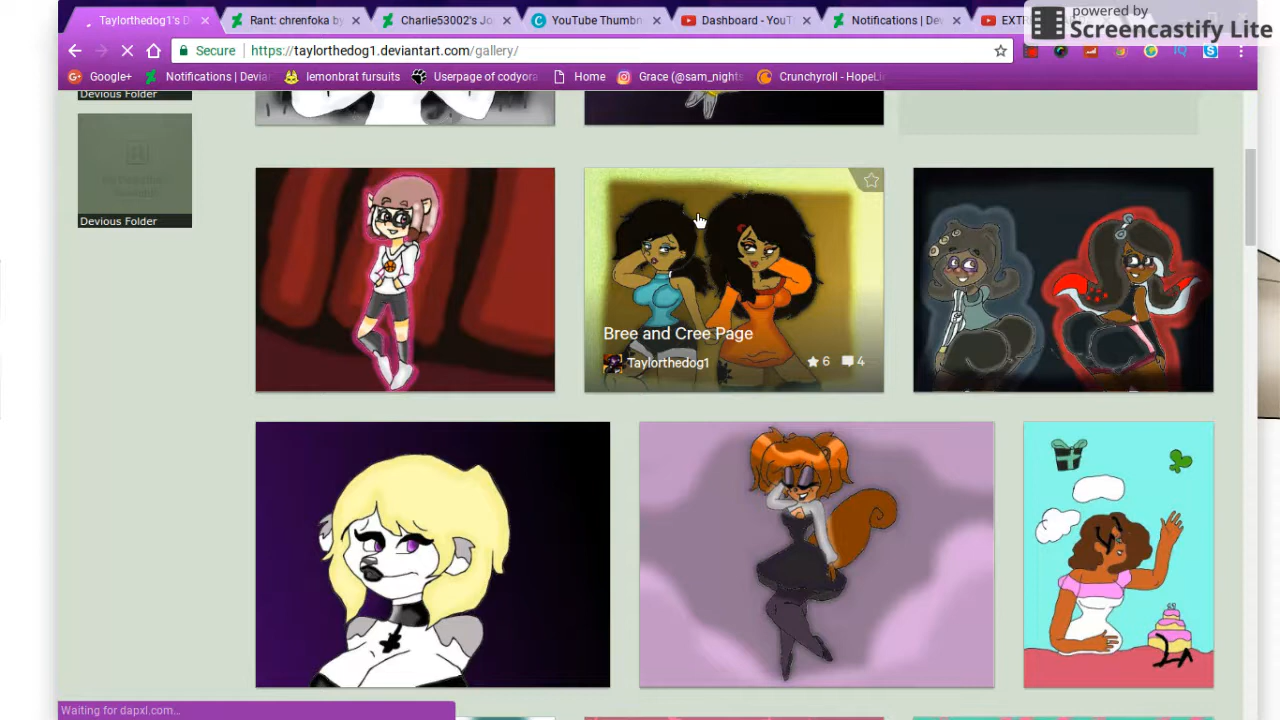 powered by
Screencastify Lite
Taylorthedog1's D
Rant: chrenfoka by
Charlie53002's Jo
YouTube Thumbn
Dashboard - YouT
Notifications | Dev
EXT
Secure
https://taylorthedog1.deviantart.com/gallery/
Google+
Notifications | Devia
lemonbrat fursuits
Userpage of codyora
Home
Grace (@sam_nights
Crunchyroll - HopeLi
Devious Folder
Devious Folder
Bree and Cree Page
Taylorthedog1
6
4
Waiting for dapxl.com...